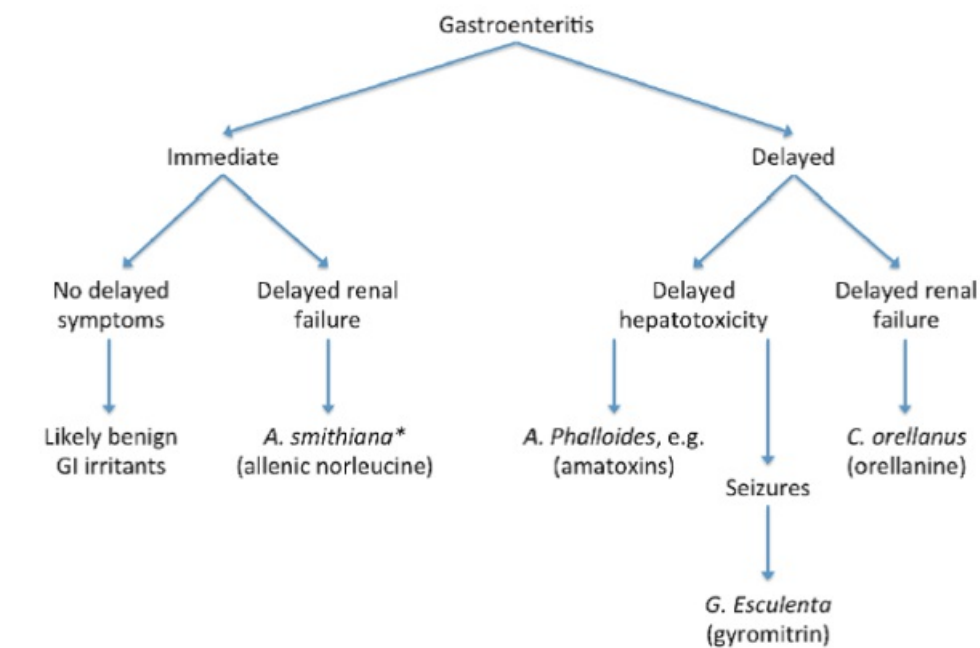 Gastroenteritis
Immediate
Delayed
No delayed
symptoms
Delayed renal
failure
Delayed
hepatotoxicity
Delayed renal
failure
Likely benign
GI irritants
A. smithiana*
(allenic norleucine)
A. Phalloides, e.g.
(amatoxins)
C. orellanus
(orellanine)
Seizures
G. Esculenta
(gyromitrin)